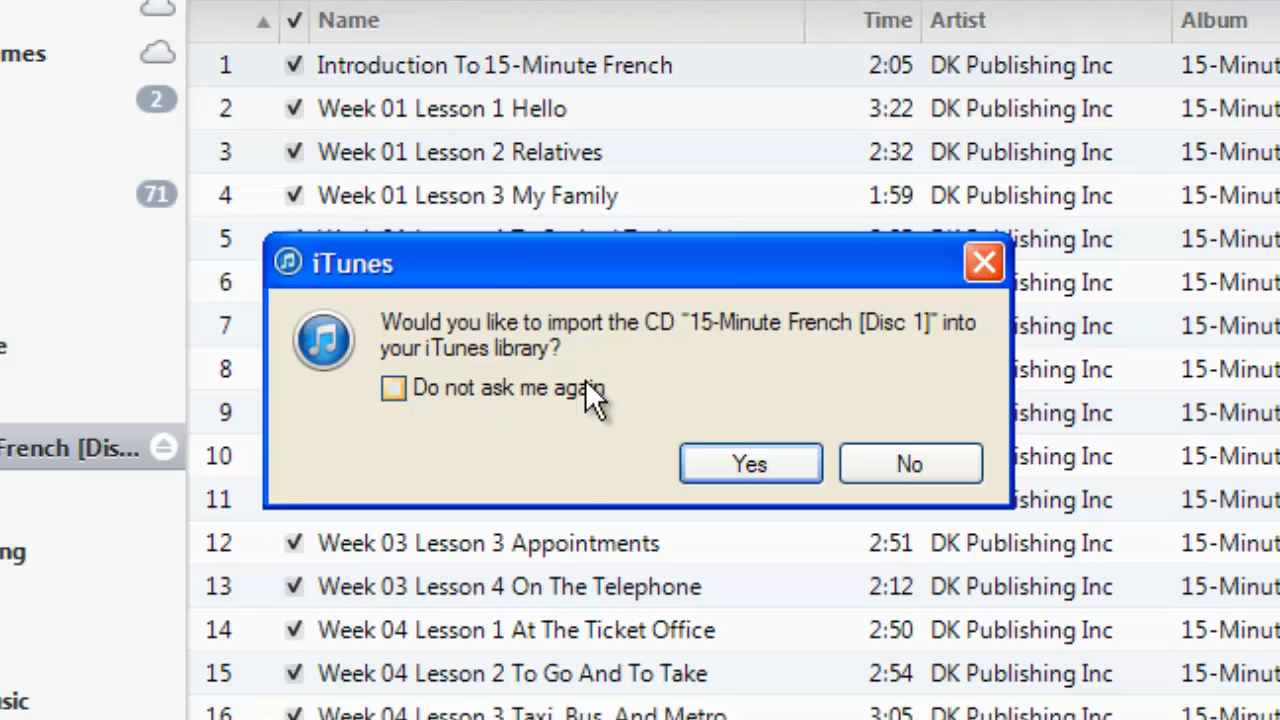 Name Time Artist Album
mes
1 Introduction To 15-Minute French 2:05 DK Publishing Inc 15-Minut
2
2 Week 01 Lesson 1 Hello 3:22 DK Publishing Inc 15-Minut
3 Week 01 Lesson 2 Relatives 2:32 DK Publishing Inc 15-Minut
71
4 Week 01 Lesson 3 My Family 1:59 DK Publishing Inc 15-Minut
5 ishing Inc 15-Minut
iTunes
6 ishing Inc 15-Minut
Would you like to import the CD "15-Minute French [Disc 1]" into
your iTunes library?
7 ishing Inc 15-Minut
e
8 ishing Inc 15-Minut
Do not ask me again
9 ishing Inc 15-Minut
French [Dis...
10 ishing Inc 15-Minut
Yes No
11 ishing Inc 15-Minut
12 Week 03 Lesson 3 Appointments 2:51 DK Publishing Inc 15-Minut
ng
13 Week 03 Lesson 4 On The Telephone 2:12 DK Publishing Inc 15-Minut
14 Week 04 Lesson 1 At The Ticket Office 2:50 DK Publishing Inc 15-Minut
15 Week 04 Lesson 2 To Go And To Take 2:54 DK Publishing Inc 15-Minut
usic
16 Week 04 Lesson 3 Taxi, Bus, And Metro 3:05 DK Publishing Inc 15-Minut